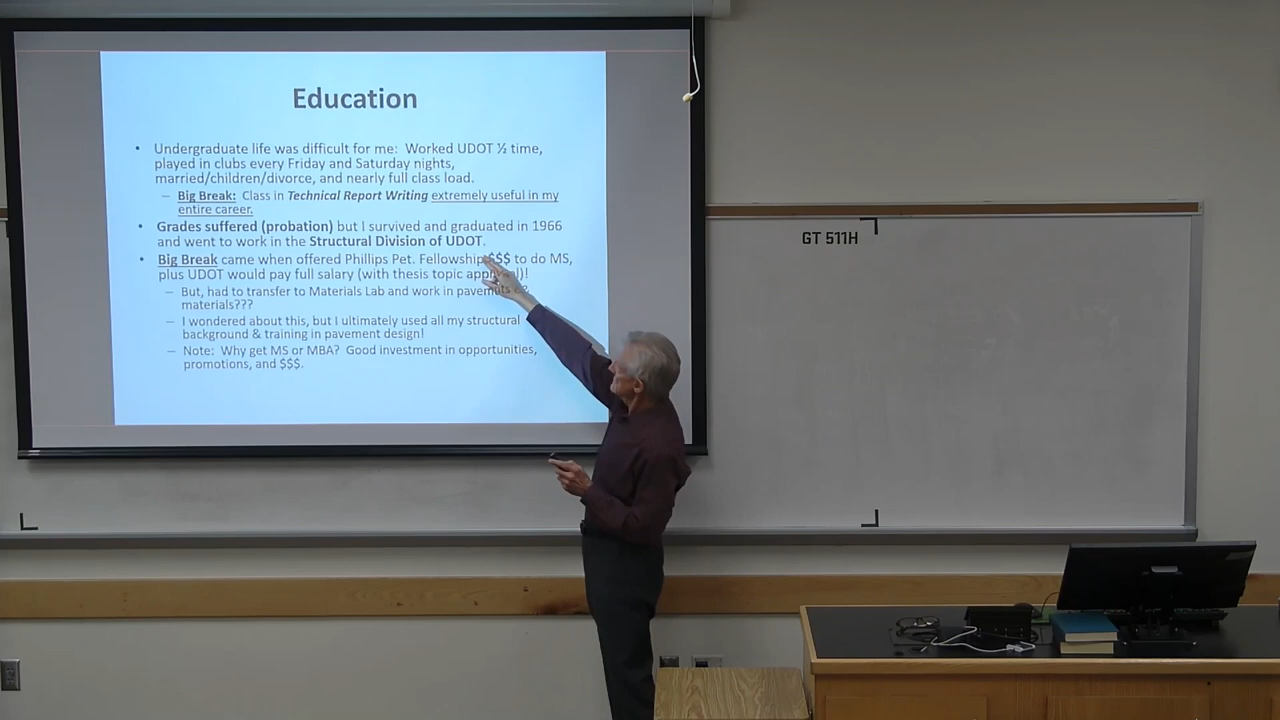 Education
• Undergraduate life was difficult for me: Worked UDOT ½ time,
played in clubs every Friday and Saturday nights,
married/children/divorce, and nearly full class load.
– Big Break: Class in Technical Report Writing extremely useful in my
entire career.
• Grades suffered (probation) but I survived and graduated in 1966
and went to work in the Structural Division of UDOT.
• Big Break came when offered Phillips Pet. Fellowship $$$ to do MS,
plus UDOT would pay full salary (with thesis topic approval)!
– But, had to transfer to Materials Lab and work in pavements &
materials???
– I wondered about this, but I ultimately used all my structural
background & training in pavement design!
– Note: Why get MS or MBA? Good investment in opportunities,
promotions, and $$$.
GT 511H